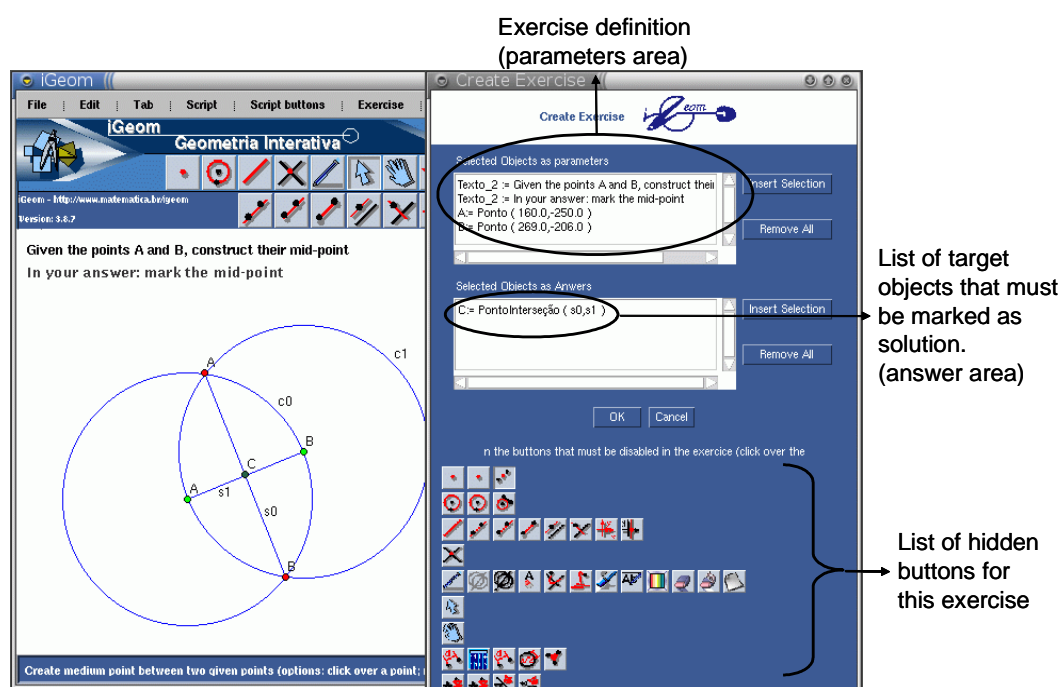 Exercise definition
(parameters area)
iGeom
File Edit Tab Script Script buttons Exercise
iGeom
Geometria Interativa
iGeom - http://www.matematica.br/igeom
Version: 3.8.7
Given the points A and B, construct their mid-point
In your answer: mark the mid-point
c1
A
c0
B
C
A
s1
s0
B
Create medium point between two given points (options: click over a point;
Create Exercise
Create Exercise
Selected Objects as parameters
Texto_2 := Given the points A and B, construct their
Texto_2 := In your answer: mark the mid-point
A:= Ponto ( 160.0,-250.0 )
B:= Ponto ( 269.0,-206.0 )
Insert Selection
Remove All
Selected Objects as Anwers
C:= PontoInterseção ( s0,s1 )
Insert Selection
Remove All
OK Cancel
n the buttons that must be disabled in the exercice (click over the
List of target
objects that must
be marked as
solution.
(answer area)
List of hidden
buttons for
this exercise